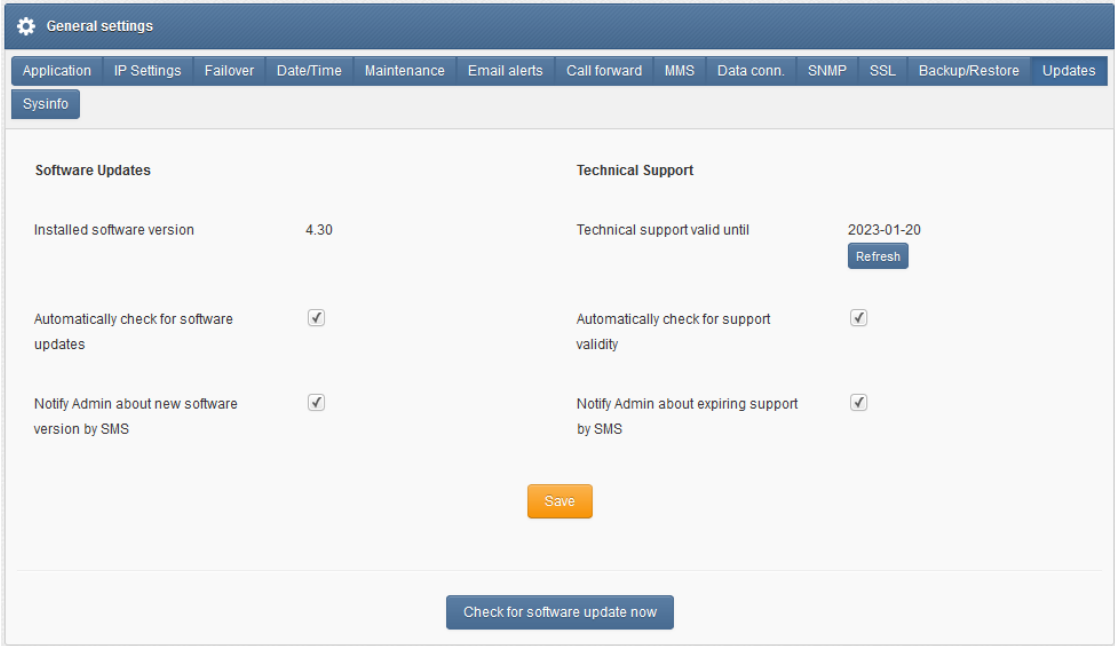 General settings
Application IP Settings Failover Date/Time Maintenance Email alerts Call forward MMS Data conn. SNMP SSL Backup/Restore Updates
Sysinfo
Software Updates Technical Support
Installed software version 4.30 Technical support valid until 2023-01-20
Refresh
Automatically check for software Automatically check for support
updates validity
Notify Admin about new software Notify Admin about expiring support
version by SMS by SMS
Save
Check for software update now